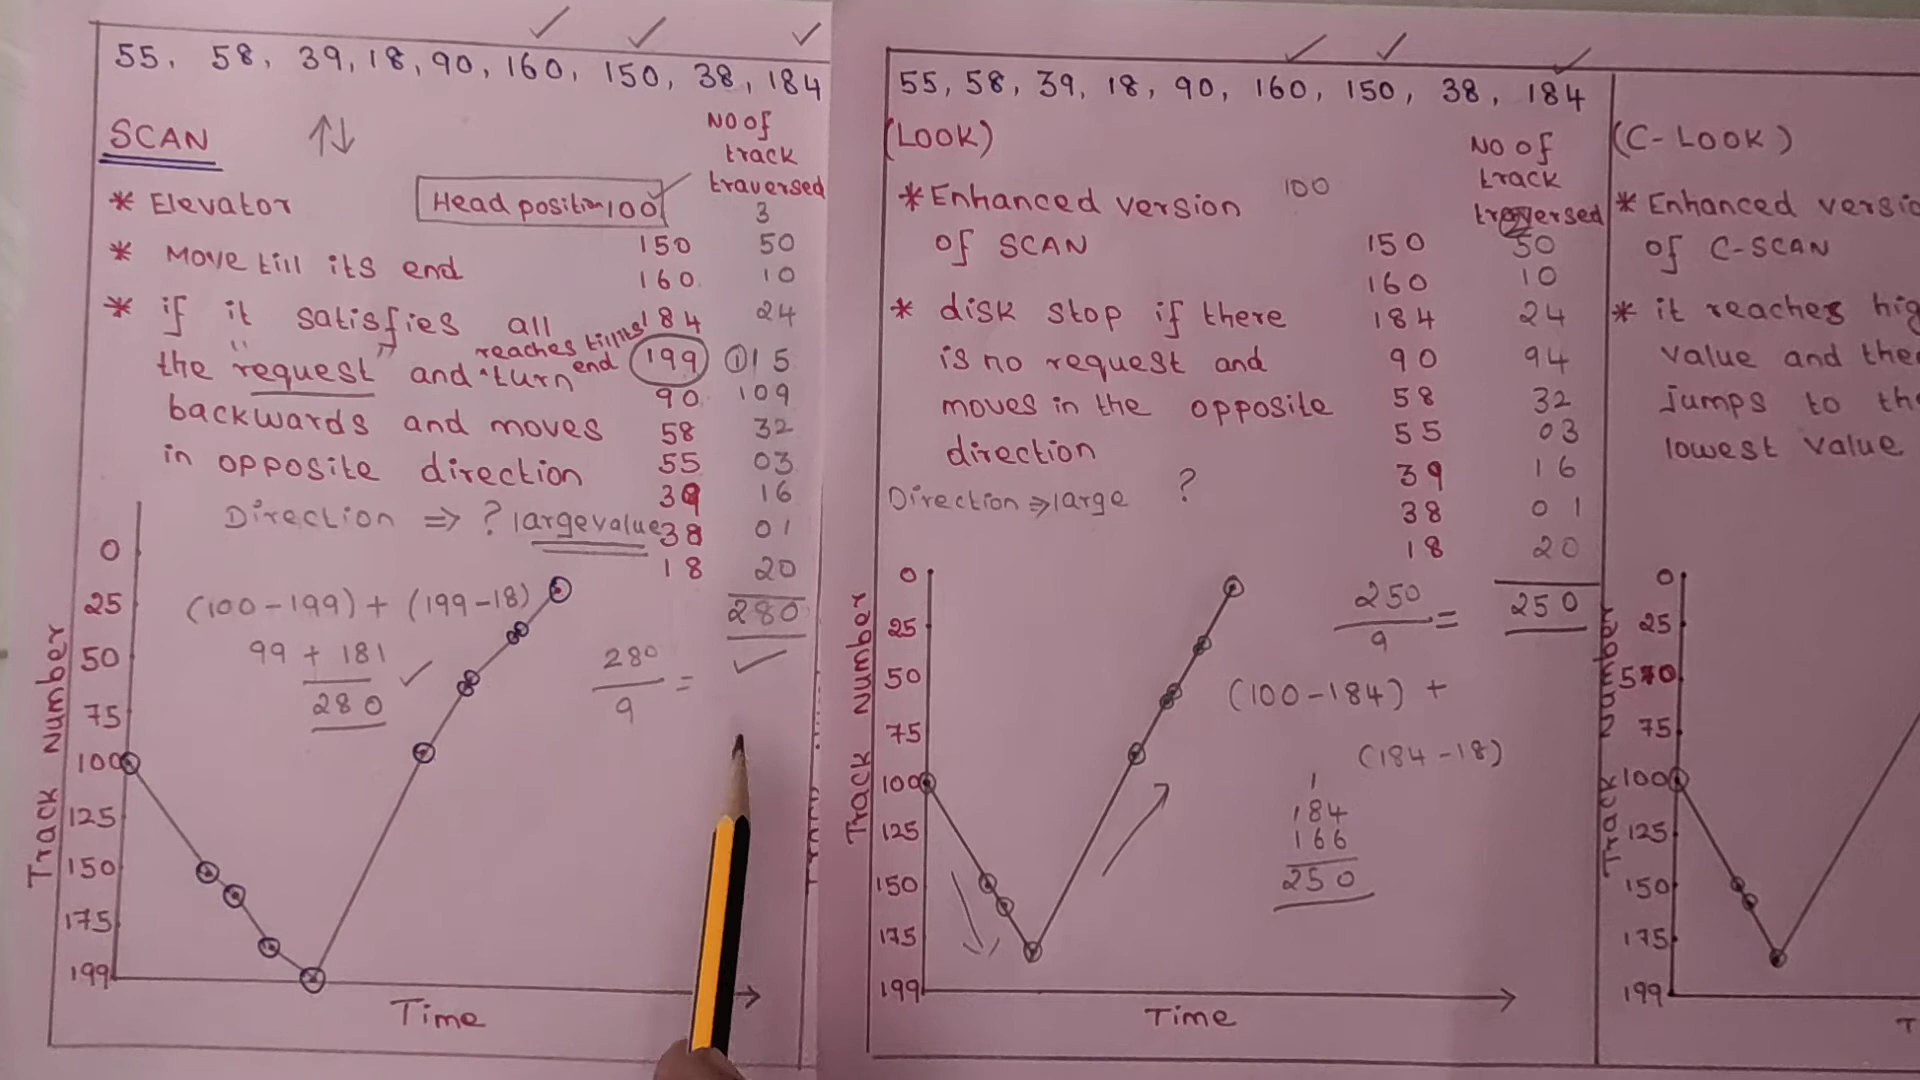 55, 58, 39, 18, 90, 160, 150, 38, 184
SCAN ↑↓
No of
track
traversed
* Elevator
Head position 100
3
* Move till its end
150 50
160 10
* if it satisfies all
184 24
the "request" and turn
reaches till its
end
199 ① 15
backwards and moves
90 109
58 32
in opposite direction
55 03
39 16
Direction ⇒ ? large value
38 01
18 20
280
(100-199) + (199-18)
99 + 181
280
280
9
=
Track Number
0
25
50
75
100
125
150
175
199
Time
55, 58, 39, 18, 90, 160, 150, 38, 184
(LOOK)
No of
track
traversed
* Enhanced version
100
of SCAN
150 50
160 10
* disk stop if there
184 24
is no request and
90 94
moves in the opposite
58 32
direction
55 03
39 16
Direction ⇒ large ?
38 01
18 20
250
250
9
=
(100-184) +
(184-18)
1
184
166
250
Track Number
0
25
50
75
100
125
150
175
199
Time
(C-LOOK)
* Enhanced versio
of C-SCAN
* it reaches hig
value and the
jumps to th
lowest value
Track Number
0
25
50
75
100
125
150
175
199
T